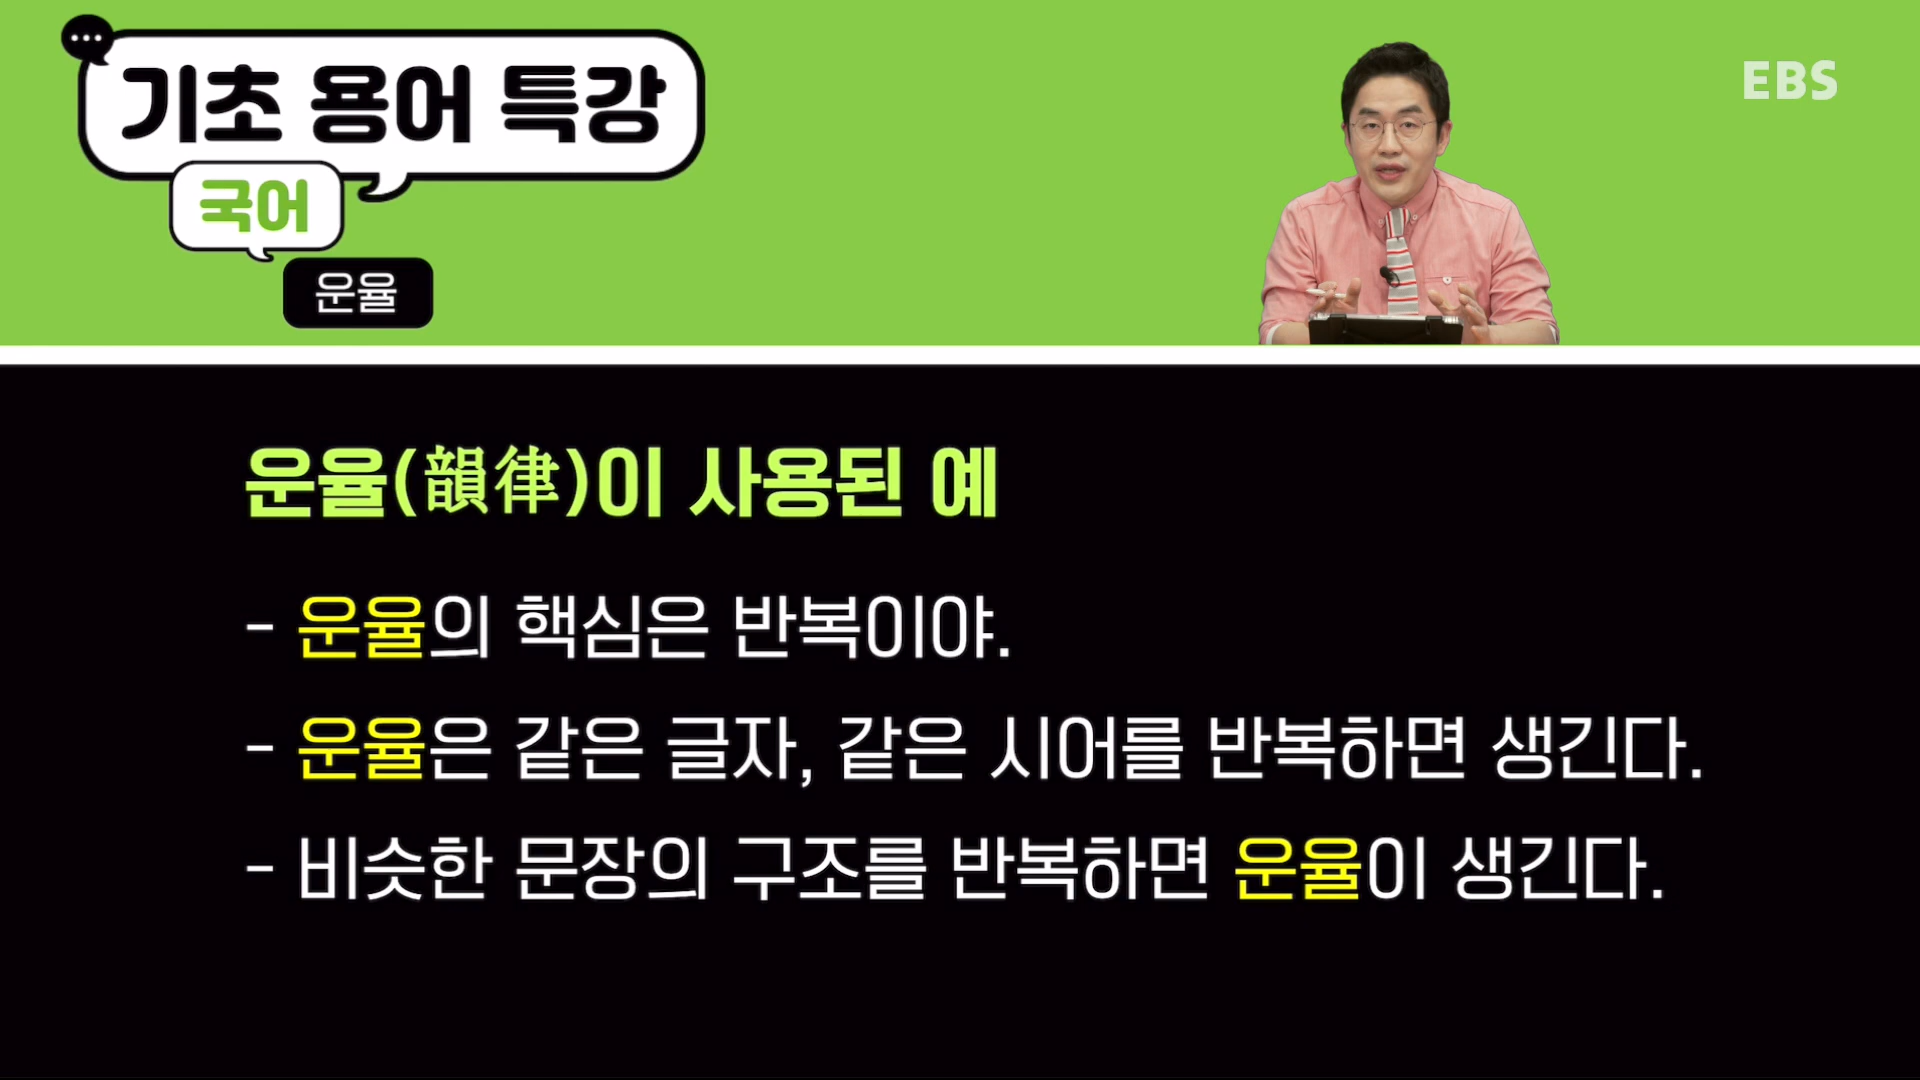 기초 용어 특강
EBS
국어
운율
운율(韻律)이 사용된 예
- 운율의 핵심은 반복이야.
- 운율은 같은 글자, 같은 시어를 반복하면 생긴다.
- 비슷한 문장의 구조를 반복하면 운율이 생긴다.